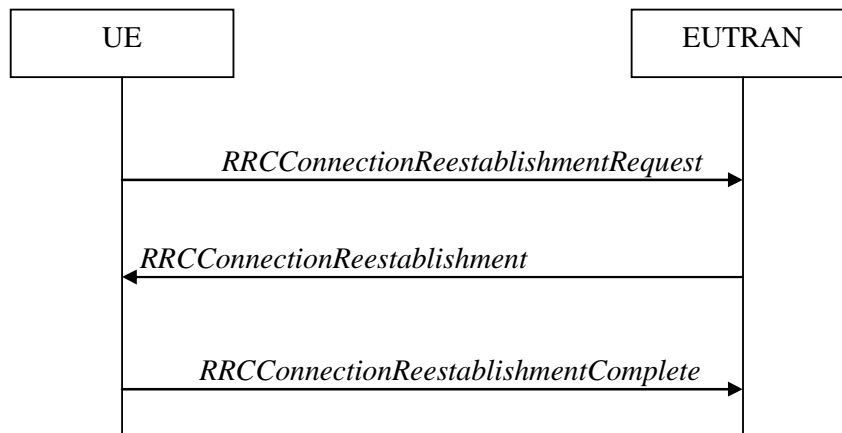 UE
EUTRAN
RRCConnectionReestablishmentRequest
RRCConnectionReestablishment
RRCConnectionReestablishmentComplete